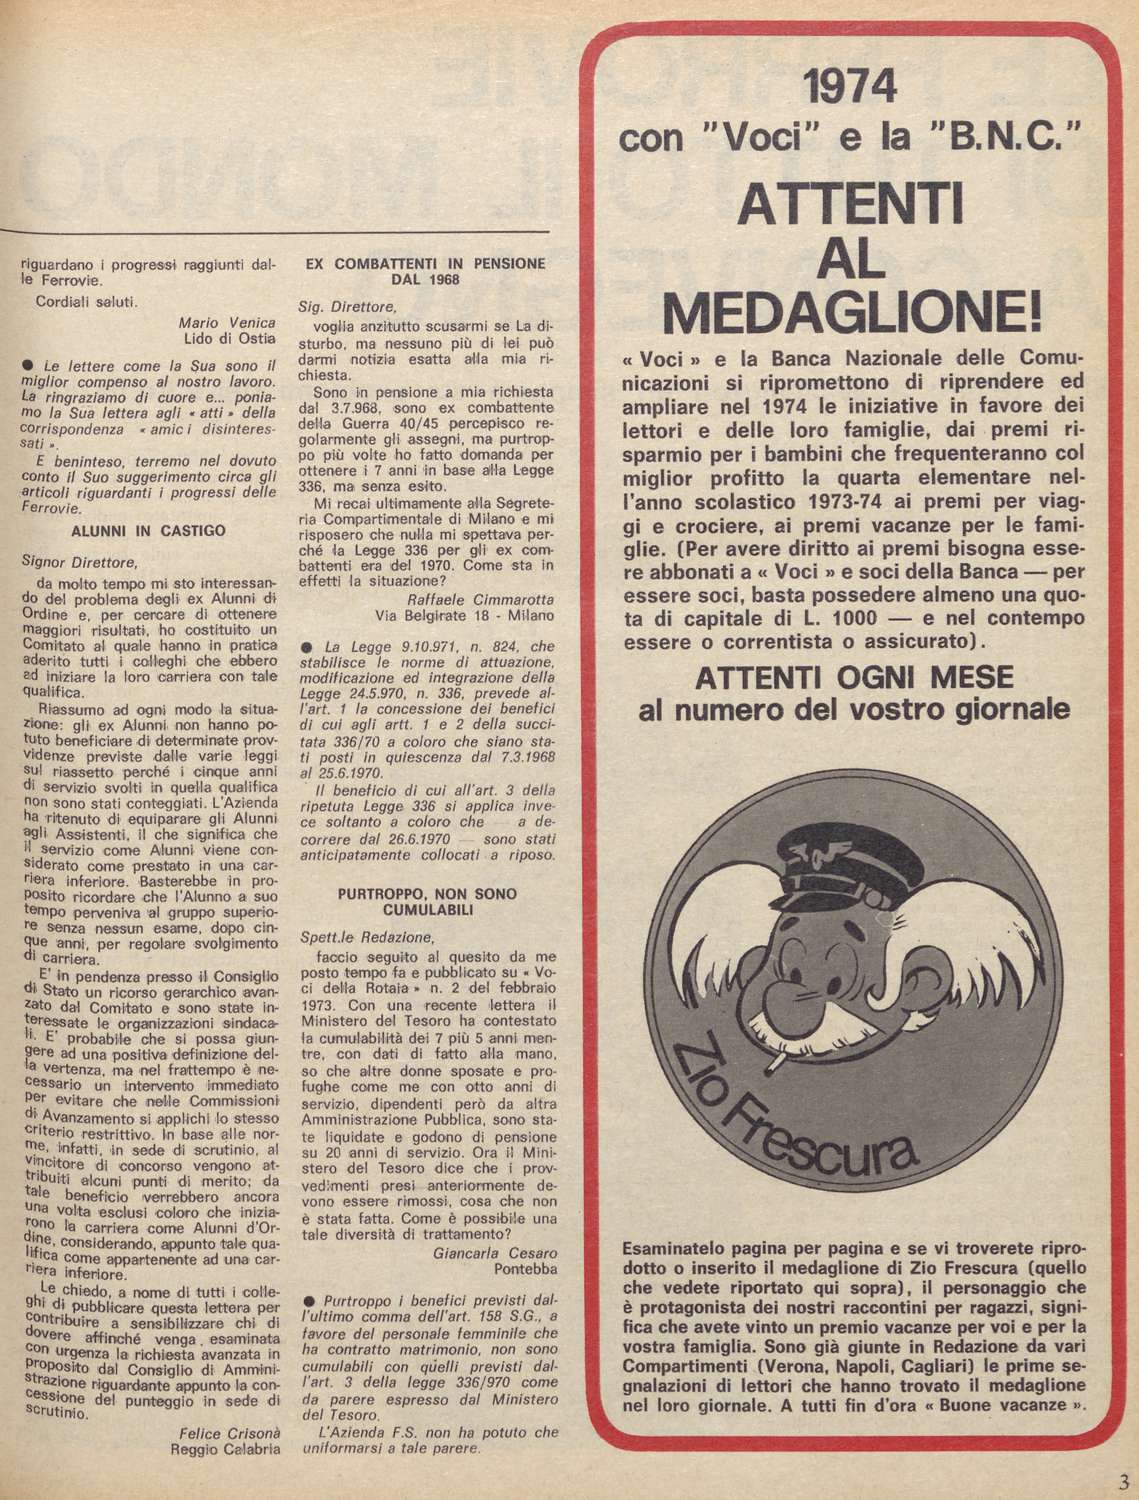 riguardano i progressi raggiunti dal-
le Ferrovie.
Cordiali saluti.
Mario Venica
Lido di Ostia
● Le lettere come la Sua sono il
miglior compenso al nostro lavoro.
La ringraziamo di cuore e... ponia-
mo la Sua lettera agli « atti » della
corrispondenza « amici disinteres-
sati ».
E beninteso, terremo nel dovuto
conto il Suo suggerimento circa gli
articoli riguardanti i progressi delle
Ferrovie.
ALUNNI IN CASTIGO
Signor Direttore,
da molto tempo mi sto interessan-
do del problema degli ex Alunni di
Ordine e, per cercare di ottenere
maggiori risultati, ho costituito un
Comitato al quale hanno in pratica
aderito tutti i colleghi che ebbero
ad iniziare la loro carriera con tale
qualifica.
Riassumo ad ogni modo la situa-
zione: gli ex Alunni non hanno po-
tuto beneficiare di determinate prov-
videnze previste dalle varie leggi
sul riassetto perché i cinque anni
di servizio svolti in quella qualifica
non sono stati conteggiati. L'Azienda
ha ritenuto di equiparare gli Alunni
agli Assistenti, il che significa che
il servizio come Alunni viene con-
siderato come prestato in una car-
riera inferiore. Basterebbe in pro-
posito ricordare che l'Alunno a suo
tempo perveniva al gruppo superio-
re senza nessun esame, dopo cin-
que anni, per regolare svolgimento
di carriera.
E' in pendenza presso il Consiglio
di Stato un ricorso gerarchico avan-
zato dal Comitato e sono state in-
teressate le organizzazioni sindaca-
li. E' probabile che si possa giun-
gere ad una positiva definizione del-
la vertenza, ma nel frattempo è ne-
cessario un intervento immediato
per evitare che nelle Commissioni
di Avanzamento si applichi lo stesso
criterio restrittivo. In base alle nor-
me, infatti, in sede di scrutinio, al
vincitore di concorso vengono at-
tribuiti alcuni punti di merito; da
tale beneficio verrebbero ancora
una volta esclusi coloro che inizia-
rono la carriera come Alunni d'Or-
dine, considerando, appunto tale qua-
lifica come appartenente ad una car-
riera inferiore.
Le chiedo, a nome di tutti i colle-
ghi di pubblicare questa lettera per
contribuire a sensibilizzare chi di
dovere affinché venga esaminata
con urgenza la richiesta avanzata in
proposito dal Consiglio di Ammini-
strazione riguardante appunto la con-
cessione del punteggio in sede di
scrutinio.
Felice Crisonà
Reggio Calabria
EX COMBATTENTI IN PENSIONE
DAL 1968
Sig. Direttore,
voglia anzitutto scusarmi se La di-
sturbo, ma nessuno più di lei può
darmi notizia esatta alla mia ri-
chiesta.
Sono in pensione a mia richiesta
dal 3.7.968, sono ex combattente
della Guerra 40/45 percepisco re-
golarmente gli assegni, ma purtrop-
po più volte ho fatto domanda per
ottenere i 7 anni in base alla Legge
336, ma senza esito.
Mi recai ultimamente alla Segrete-
ria Compartimentale di Milano e mi
risposero che nulla mi spettava per-
ché la Legge 336 per gli ex com-
battenti era del 1970. Come sta in
effetti la situazione?
Raffaele Cimmarotta
Via Belgirate 18 - Milano
● La Legge 9.10.971, n. 824, che
stabilisce le norme di attuazione,
modificazione ed integrazione della
Legge 24.5.970, n. 336, prevede al-
l'art. 1 la concessione dei benefici
di cui agli artt. 1 e 2 della succi-
tata 336/70 a coloro che siano sta-
ti posti in quiescenza dal 7.3.1968
al 25.6.1970.
Il beneficio di cui all'art. 3 della
ripetuta Legge 336 si applica inve-
ce soltanto a coloro che — a de-
correre dal 26.6.1970 — sono stati
anticipatamente collocati a riposo.
PURTROPPO, NON SONO
CUMULABILI
Spett.le Redazione,
faccio seguito al quesito da me
posto tempo fa e pubblicato su « Vo-
ci della Rotaia » n. 2 del febbraio
1973. Con una recente lettera il
Ministero del Tesoro ha contestato
la cumulabilità dei 7 più 5 anni men-
tre, con dati di fatto alla mano,
so che altre donne sposate e pro-
fughe come me con otto anni di
servizio, dipendenti però da altra
Amministrazione Pubblica, sono sta-
te liquidate e godono di pensione
su 20 anni di servizio. Ora il Mini-
stero del Tesoro dice che i prov-
vedimenti presi anteriormente de-
vono essere rimossi, cosa che non
è stata fatta. Come è possibile una
tale diversità di trattamento?
Giancarla Cesaro
Pontebba
● Purtroppo i benefici previsti dal-
l'ultimo comma dell'art. 158 S.G., a
favore del personale femminile che
ha contratto matrimonio, non sono
cumulabili con quelli previsti dal-
l'art. 3 della legge 336/970 come
da parere espresso dal Ministero
del Tesoro.
L'Azienda F.S. non ha potuto che
uniformarsi a tale parere.
1974
con "Voci" e la "B.N.C."
ATTENTI
AL
MEDAGLIONE!
« Voci » e la Banca Nazionale delle Comu-
nicazioni si ripromettono di riprendere ed
ampliare nel 1974 le iniziative in favore dei
lettori e delle loro famiglie, dai premi ri-
sparmio per i bambini che frequenteranno col
miglior profitto la quarta elementare nel-
l'anno scolastico 1973-74 ai premi per viag-
gi e crociere, ai premi vacanze per le fami-
glie. (Per avere diritto ai premi bisogna esse-
re abbonati a « Voci » e soci della Banca — per
essere soci, basta possedere almeno una quo-
ta di capitale di L. 1000 — e nel contempo
essere o correntista o assicurato).
ATTENTI OGNI MESE
al numero del vostro giornale
Zio Frescura
Esaminatelo pagina per pagina e se vi troverete ripro-
dotto o inserito il medaglione di Zio Frescura (quello
che vedete riportato qui sopra), il personaggio che
è protagonista dei nostri raccontini per ragazzi, signi-
fica che avete vinto un premio vacanze per voi e per la
vostra famiglia. Sono già giunte in Redazione da vari
Compartimenti (Verona, Napoli, Cagliari) le prime se-
gnalazioni di lettori che hanno trovato il medaglione
nel loro giornale. A tutti fin d'ora « Buone vacanze ».
3